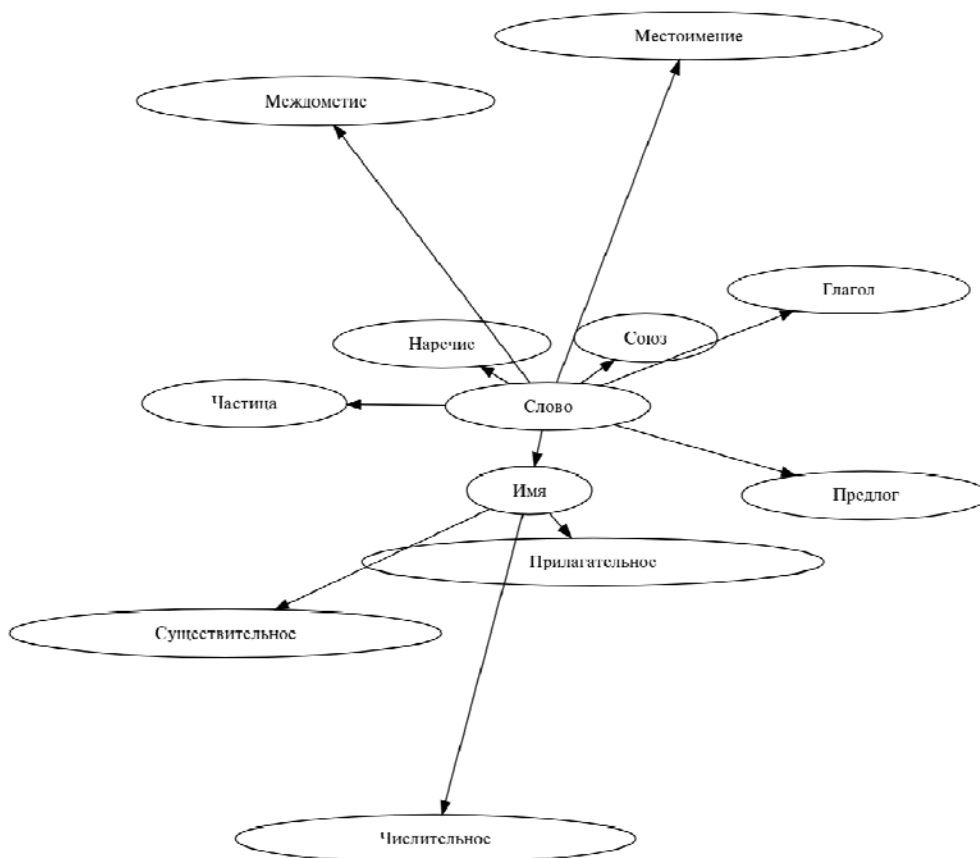 Местоимение
Междометие
Глагол
Союз
Наречие
Частица
Слово
Имя
Предлог
Прилагательное
Существительное
Числительное